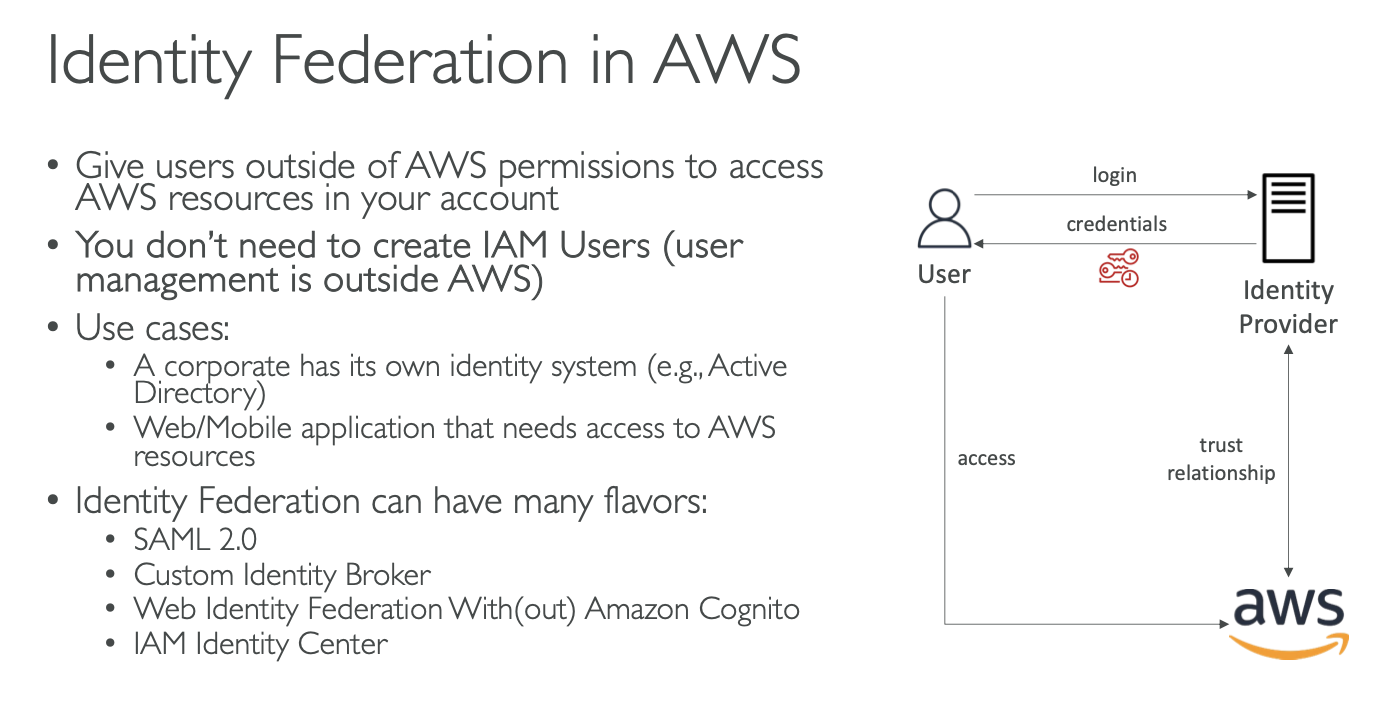 Identity Federation in AWS
• Give users outside of AWS permissions to access
AWS resources in your account
• You don't need to create IAM Users (user
management is outside AWS)
• Use cases:
• A corporate has its own identity system (e.g., Active
Directory)
• Web/Mobile application that needs access to AWS
resources
• Identity Federation can have many flavors:
• SAML 2.0
• Custom Identity Broker
• Web Identity Federation With(out) Amazon Cognito
• IAM Identity Center
login
credentials
User
Identity
Provider
access
trust
relationship
aws